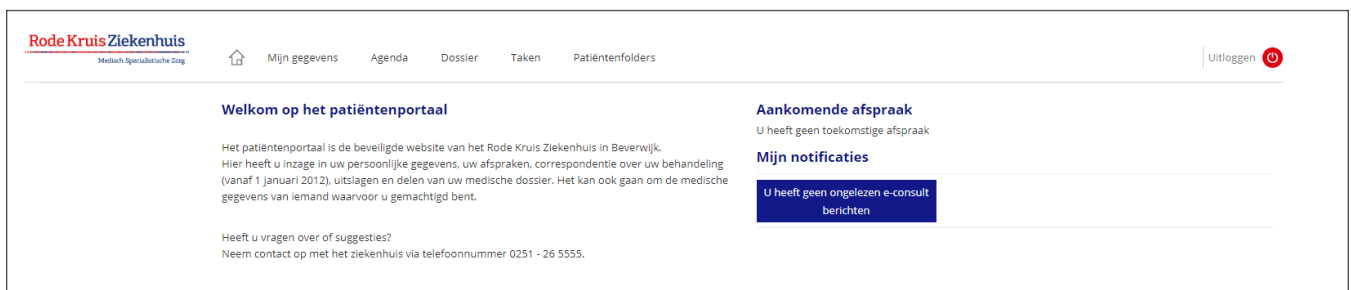 Rode Kruis Ziekenhuis
Medisch Specialistische Zorg
Mijn gegevens Agenda Dossier Taken Patiëntenfolders
Uitloggen
Welkom op het patiëntenportaal
Het patiëntenportaal is de beveiligde website van het Rode Kruis Ziekenhuis in Beverwijk.
Hier heeft u inzage in uw persoonlijke gegevens, uw afspraken, correspondentie over uw behandeling
(vanaf 1 januari 2012), uitslagen en delen van uw medische dossier. Het kan ook gaan om de medische
gegevens van iemand waarvoor u gemachtigd bent.
Heeft u vragen over of suggesties?
Neem contact op met het ziekenhuis via telefoonnummer 0251 - 26 5555.
Aankomende afspraak
U heeft geen toekomstige afspraak
Mijn notificaties
U heeft geen ongelezen e-consult
berichten